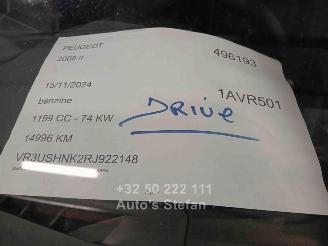 PEUGEOT
2008 II
496193
15/11/2024
1AVR501
benzine
1199 CC - 74 KW
DRIVE
14996 KM
VR3USHNK2RJ922148
+32 50 222 111
Auto's Stefan